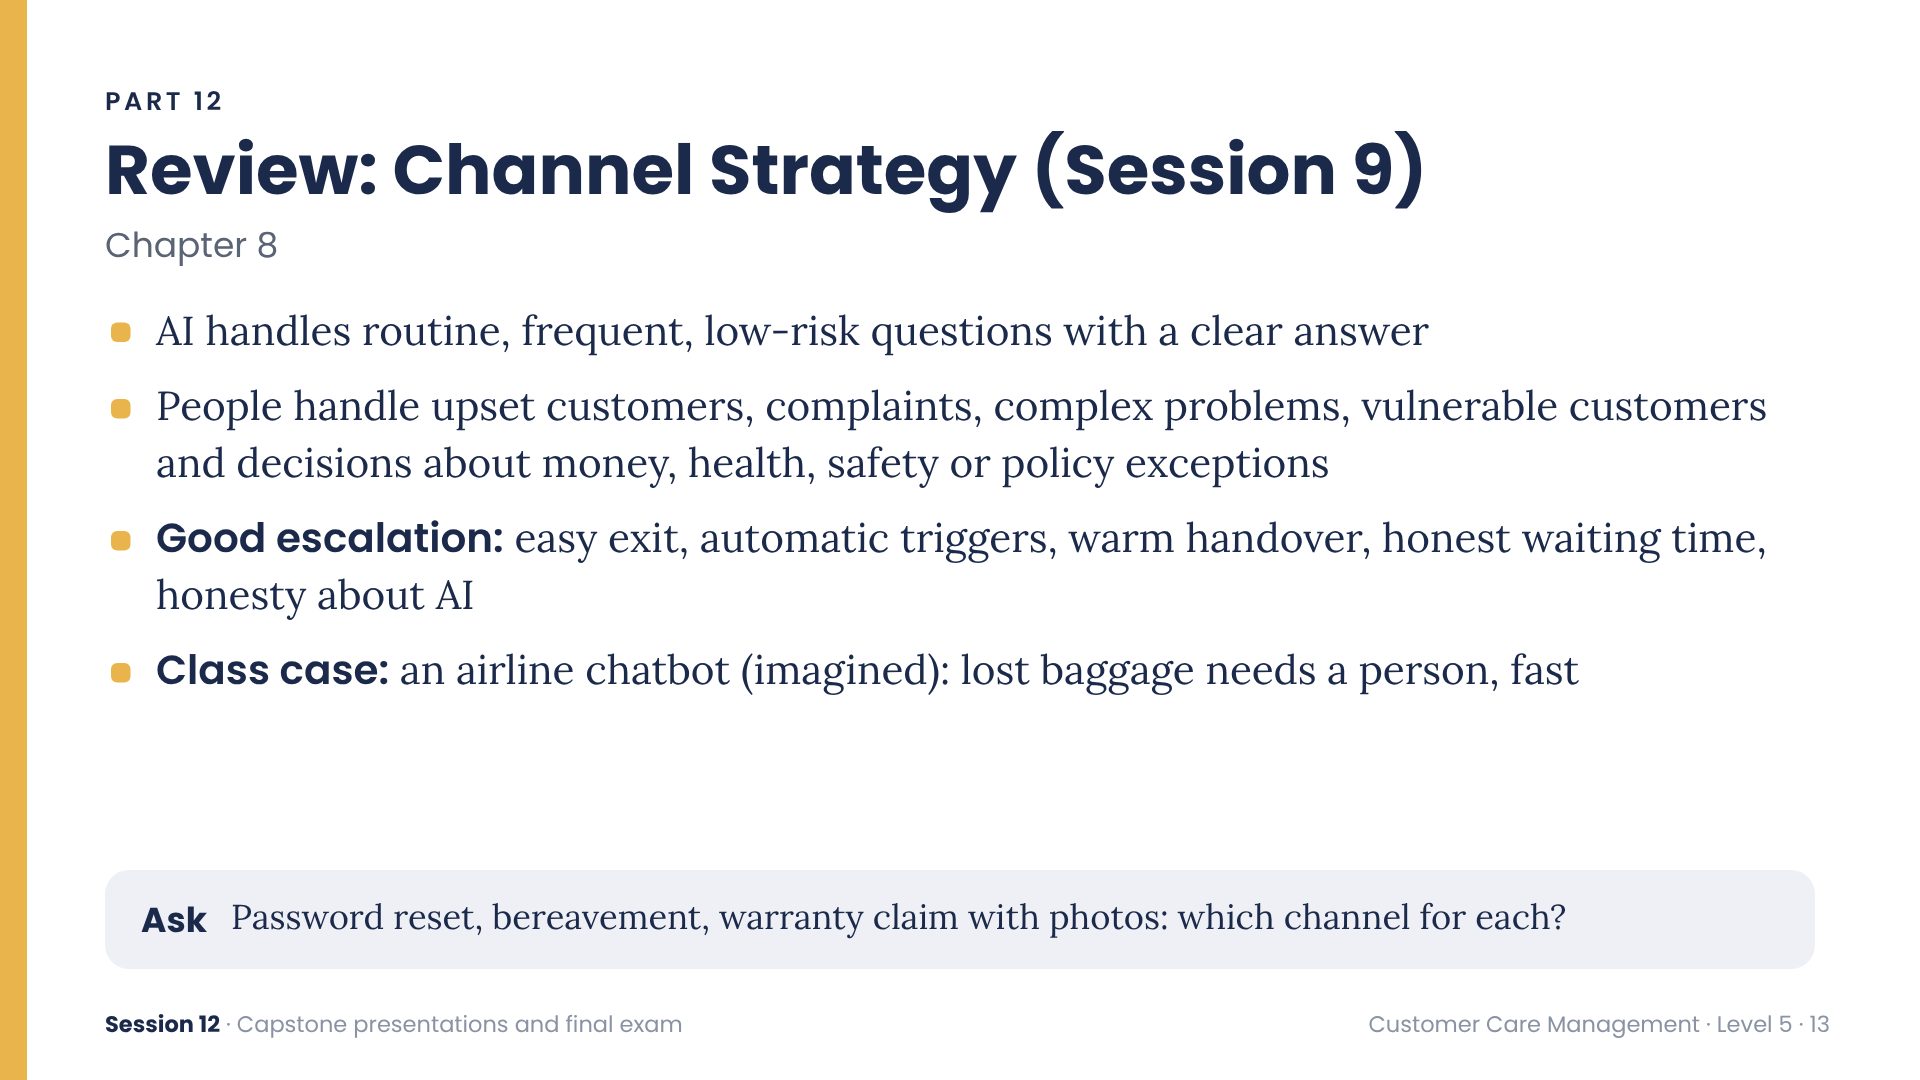 PART 12
Review: Channel Strategy (Session 9)
Chapter 8
AI handles routine, frequent, low-risk questions with a clear answer
People handle upset customers, complaints, complex problems, vulnerable customers
and decisions about money, health, safety or policy exceptions
Good escalation: easy exit, automatic triggers, warm handover, honest waiting time,
honesty about AI
Class case: an airline chatbot (imagined): lost baggage needs a person, fast
Ask Password reset, bereavement, warranty claim with photos: which channel for each?
Session 12 · Capstone presentations and final exam
Customer Care Management · Level 5 · 13